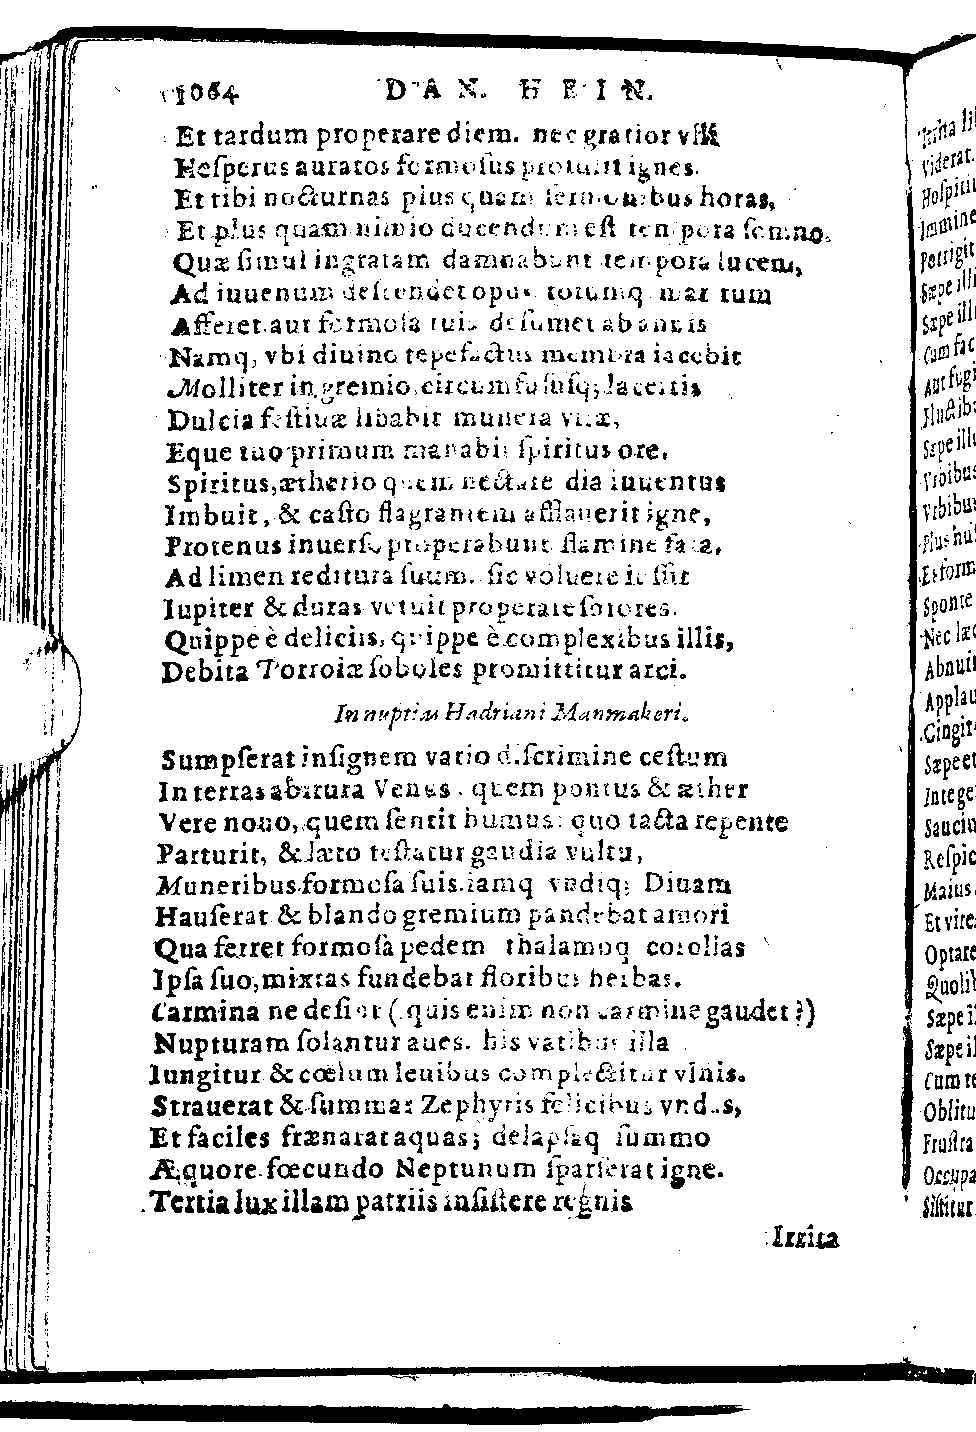 1064 DAN. HEIN.
Et tardum properare diem. nec gratior vlli
Heſperus auratos formoſus protulit ignes.
Et tibi nocturnas plus quam ſermonibus horas,
Et plus quam nimio ducendum eſt tempora ſomno.
Quæ ſimul ingratam damnabunt tempora lucem,
Ad iuuenum deſcendet opus totumq
Afferet aut formoſa tuis deſumet ab annis
Namq; vbi diuino tepefactus membra iacebit
Molliter in gremio, circumfuſuſq; lacertis
Dulcia feſtiuæ libabit munera vitæ,
Eque tuo primum manabit ſpiritus ore.
Spiritus, ætherio quem nectare dia iuuentus
Imbuit, & caſto flagrantem afflauerit igne,
Protenus inuerſo properabunt flamine fata,
Ad limen reditura ſuum. ſic voluere iuſſit
Iupiter & duras vetuit properare ſorores.
Quippe è deliciis, quippe è complexibus illis,
Debita Torroiæ ſoboles promittitur arci.
In nuptias Hadriani Manmakeri.
Sumpſerat inſignem vario diſcrimine ceſtum
In terras abitura Venus. quem pontus & æther
Vere nouo, quem ſentit humus: quo tacta repente
Parturit, & læto teſtatur gaudia vultu,
Muneribus formoſa ſuis. iamq vndiq; Diuam
Hauſerat & blando gremium pandebat amori
Qua ferret formoſa pedem thalamoq corollas
Ipſa ſuo, mixtas fundebat floribus herbas.
Carmina ne deſint (quis enim non carmine gaudet?)
Nupturam ſolantur aues. his vatibus illa
Iungitur & cœlum leuibus complectitur vlnis.
Strauerat & ſummas Zephyris felicibus vndas,
Et faciles frænarat aquas; delapſaq ſummo
Æquore fœcundo Neptunum ſparſerat igne.
Tertia lux illam patriis inſiſtere regnis
Irrita